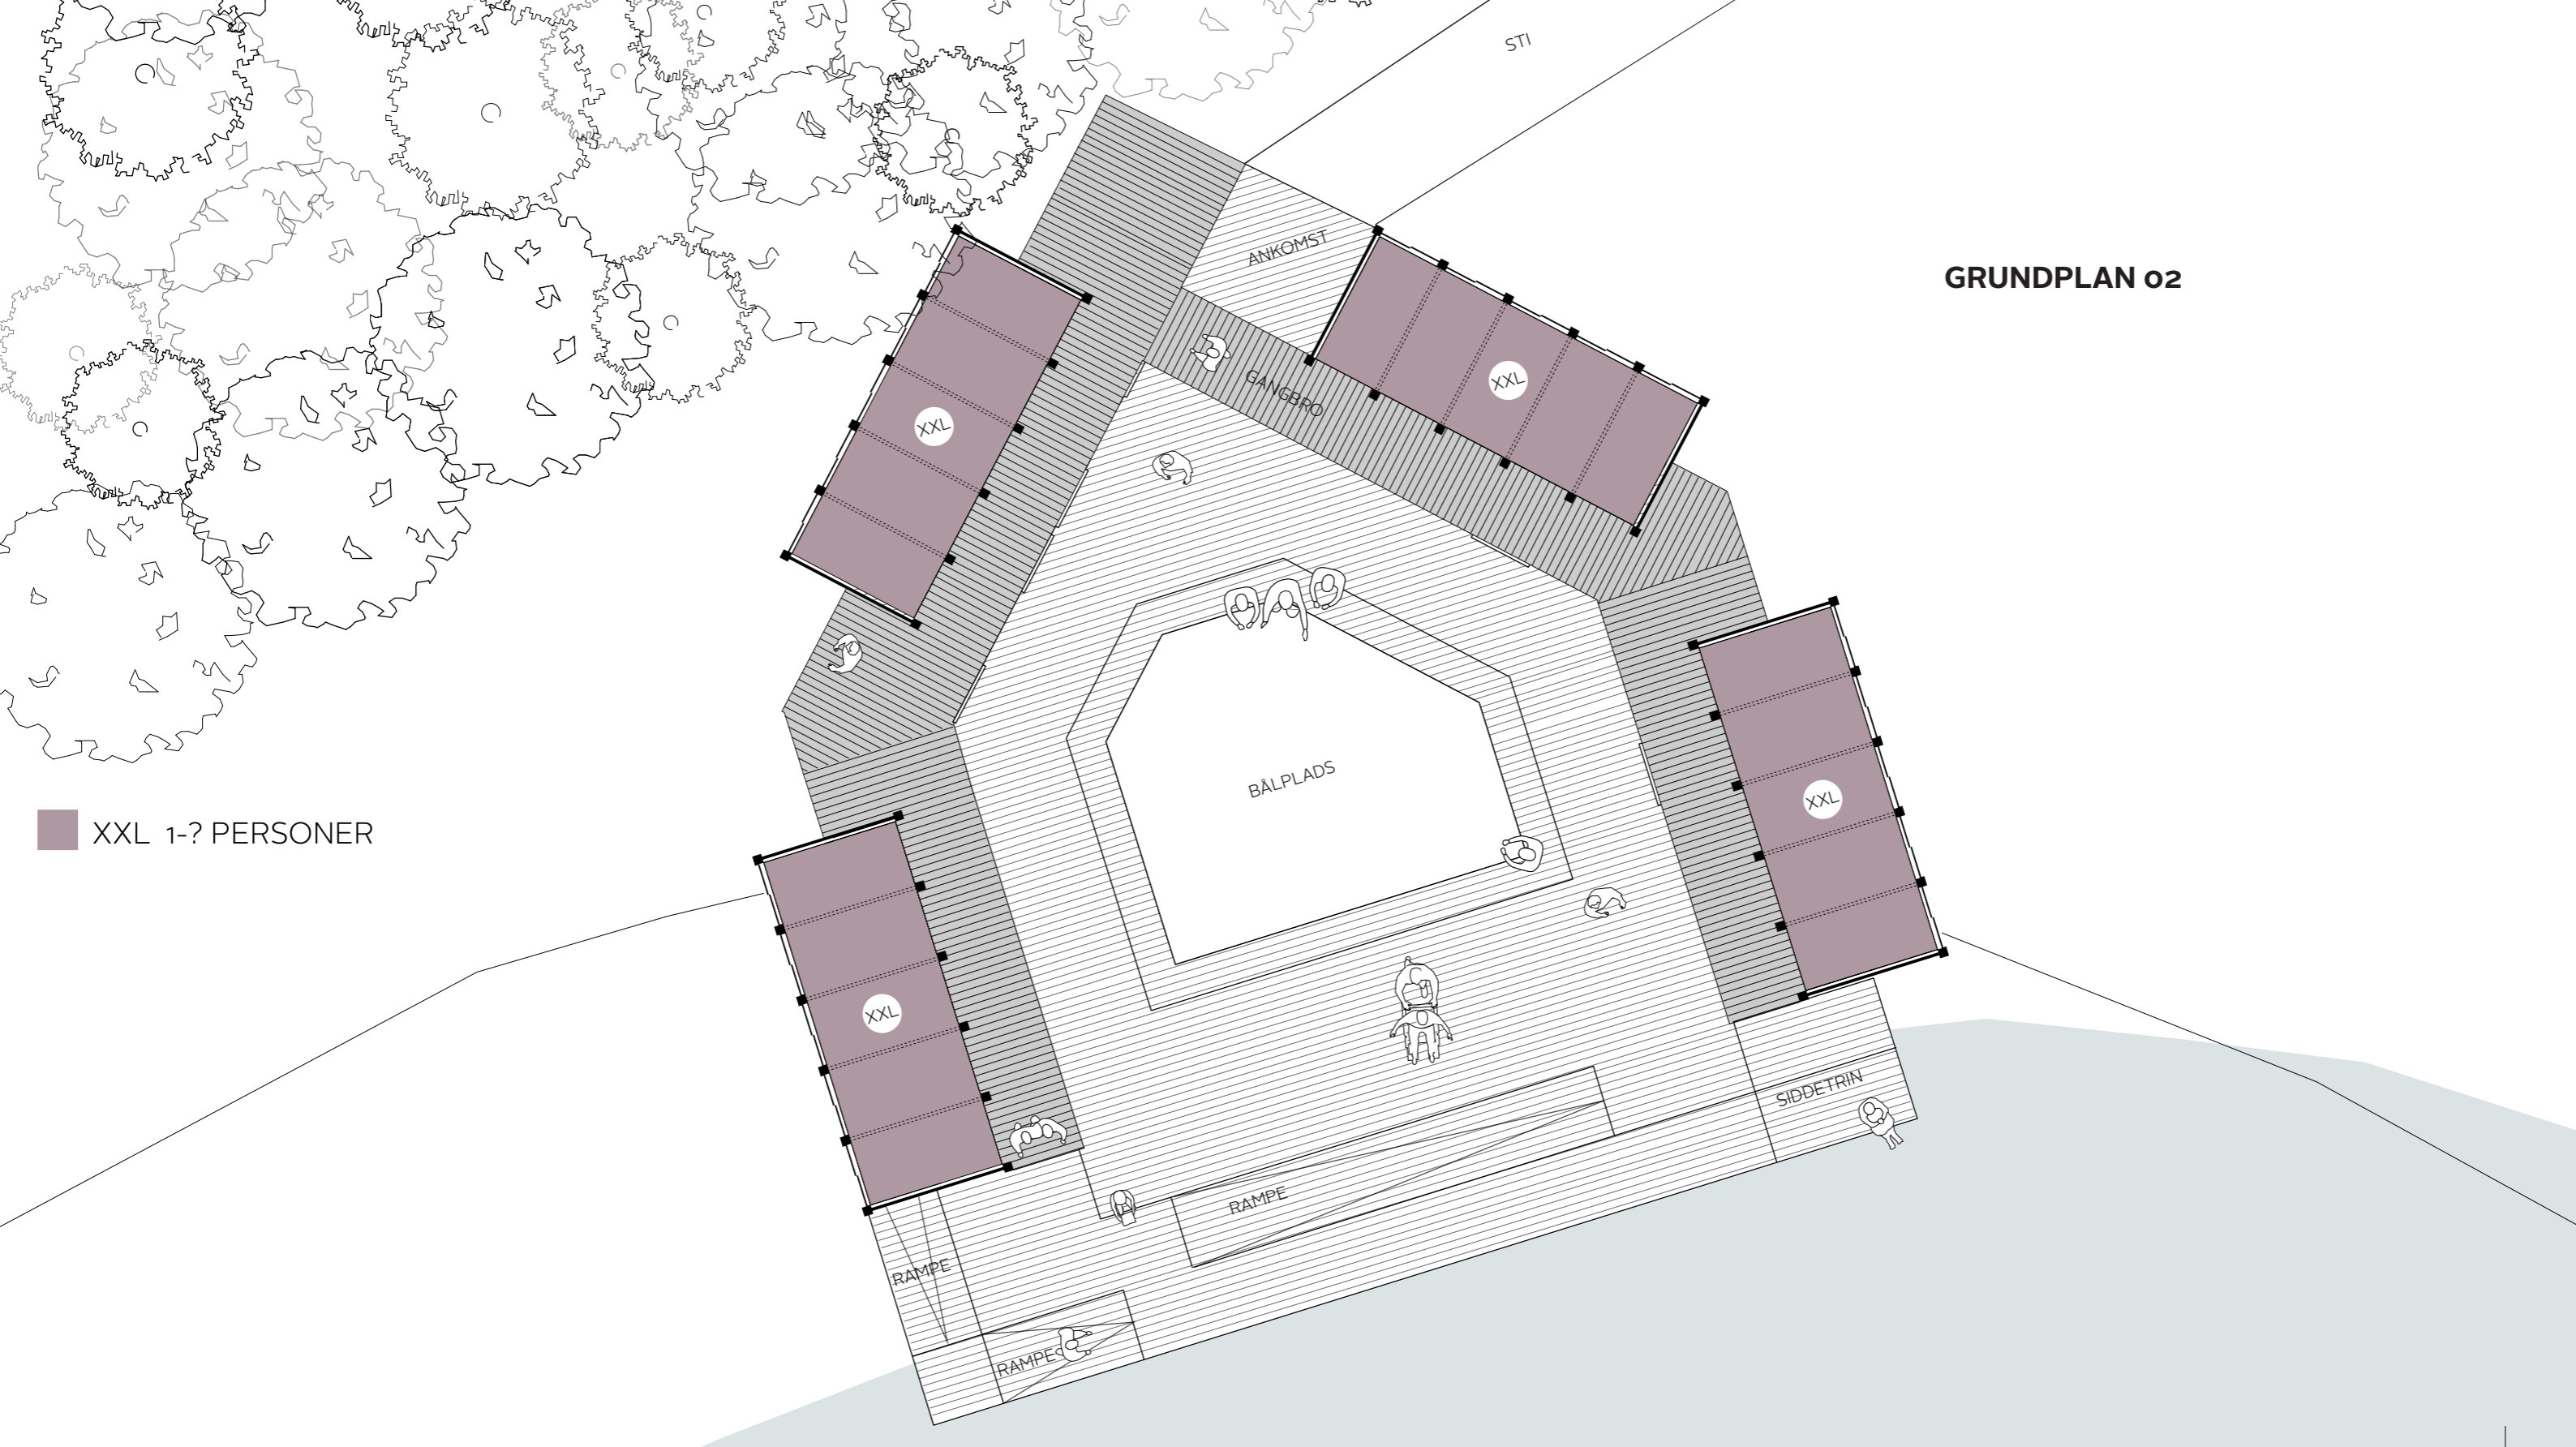 STI
ANKOMST
GRUNDPLAN 02
GANGBRO
XXL
XXL
BÅLPLADS
XXL
XXL 1-? PERSONER
XXL
SIDDETRIN
RAMPE
RAMPE
RAMPE